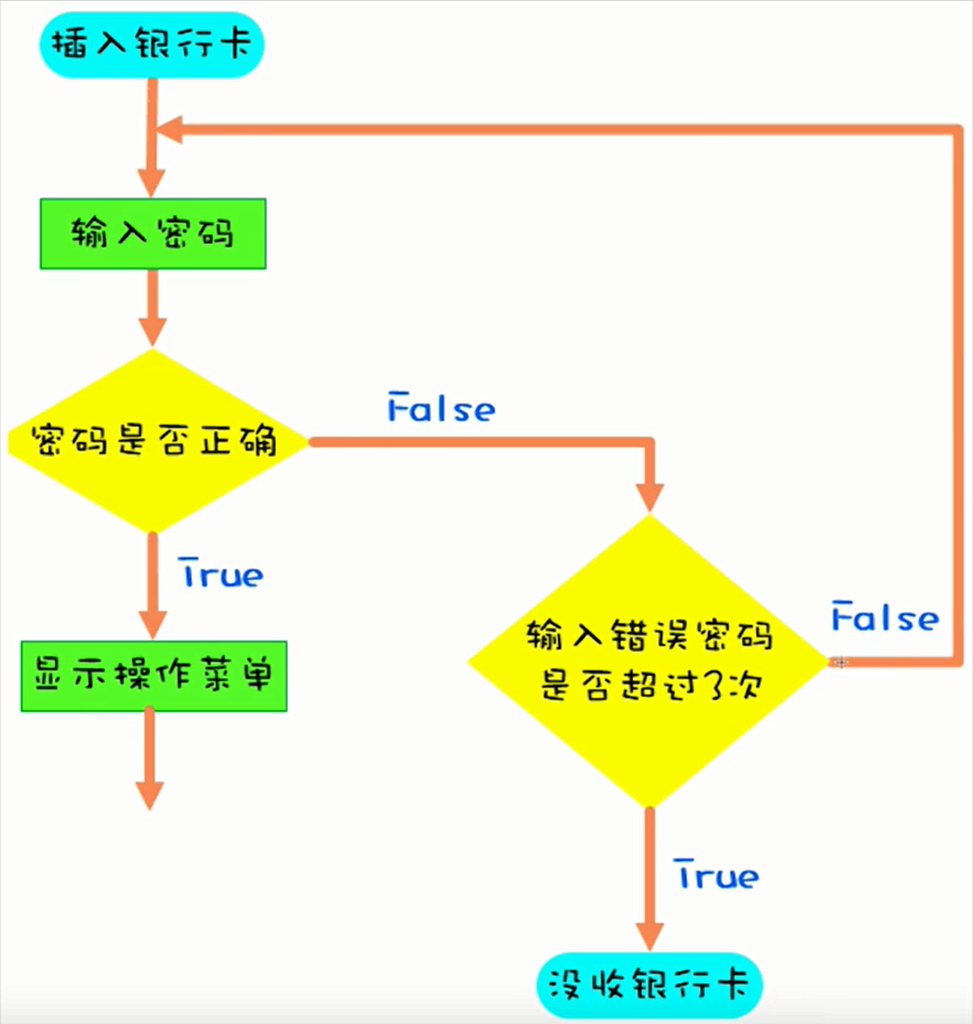 插入银行卡
输入密码
密码是否正确
False
True
显示操作菜单
输入错误密码
是否超过3次
False
True
没收银行卡